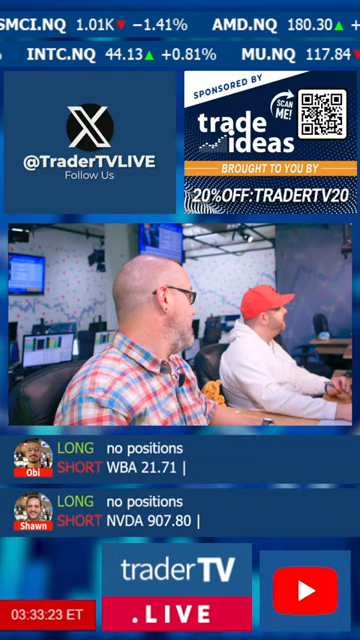 SMCI.NQ 1.01K▼ −1.41% AMD.NQ 180.30▲ +
% INTC.NQ 44.13▲ +0.81% MU.NQ 117.84▼
X
@TraderTVLIVE
Follow Us
SPONSORED BY
SCAN
ME!
trade
ideas
BROUGHT TO YOU BY
20%OFF:TRADERTV20
LONG no positions
SHORT WBA 21.71 |
Obi
LONG no positions
SHORT NVDA 907.80 |
Shawn
traderTV
.LIVE
03:33:23 ET